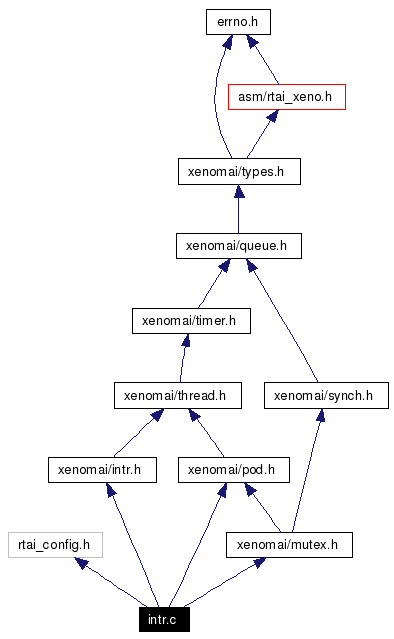 errno.h
asm/rtai_xeno.h
xenomai/types.h
xenomai/queue.h
xenomai/timer.h
xenomai/thread.h
xenomai/synch.h
xenomai/intr.h
xenomai/pod.h
rtai_config.h
xenomai/mutex.h
intr.c